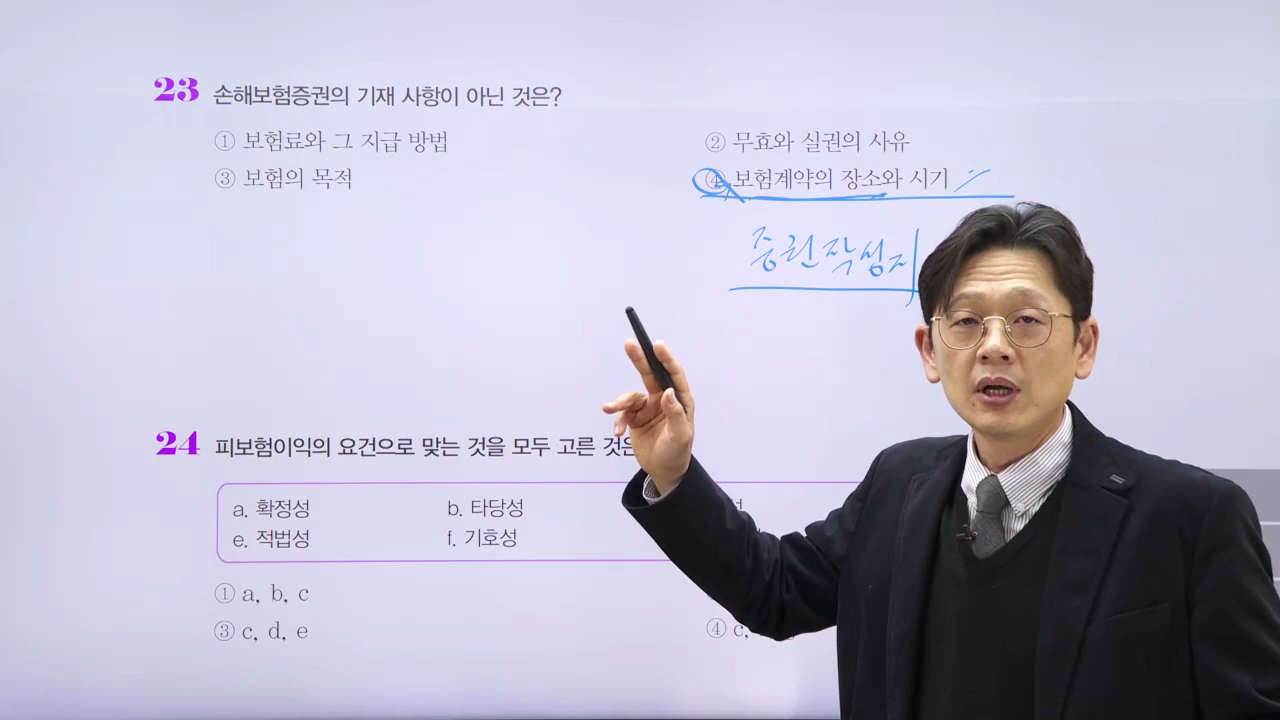 23 손해보험증권의 기재 사항이 아닌 것은?
① 보험료와 그 지급 방법
② 무효와 실권의 사유
③ 보험의 목적
④ 보험계약의 장소와 시기
증권작성지
24 피보험이익의 요건으로 맞는 것을 모두 고른 것은
a. 확정성
b. 타당성
e. 적법성
f. 기호성
① a, b, c
③ c, d, e
④ c,